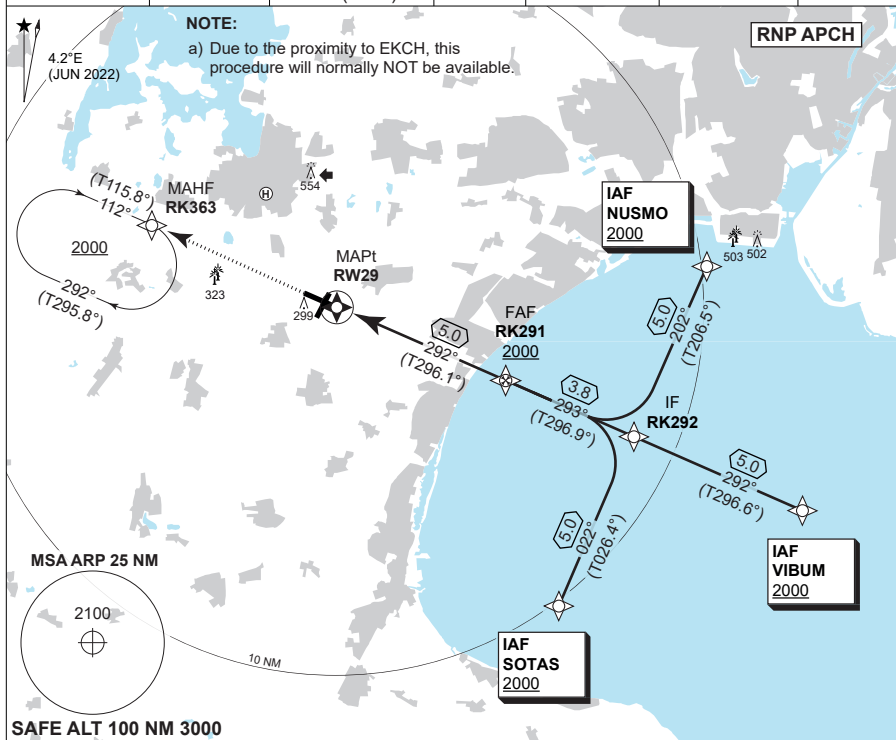 NOTE:
a) Due to the proximity to EKCH, this
procedure will normally NOT be available.
RNP APCH
4.2°E
(JUN 2022)
554
H
MAHF
RK363
(T115.8°)
112°
2000
292°
(T295.8°)
323
MAPt
RW29
299
IAF
NUSMO
2000
503
502
5.0
202°
(T206.5°)
FAF
RK291
2000
5.0
292°
(T296.1°)
3.8
293°
(T296.9°)
IF
RK292
5.0
292°
(T296.6°)
IAF
VIBUM
2000
5.0
022°
(T026.4°)
IAF
SOTAS
2000
10 NM
MSA ARP 25 NM
2100
SAFE ALT 100 NM 3000